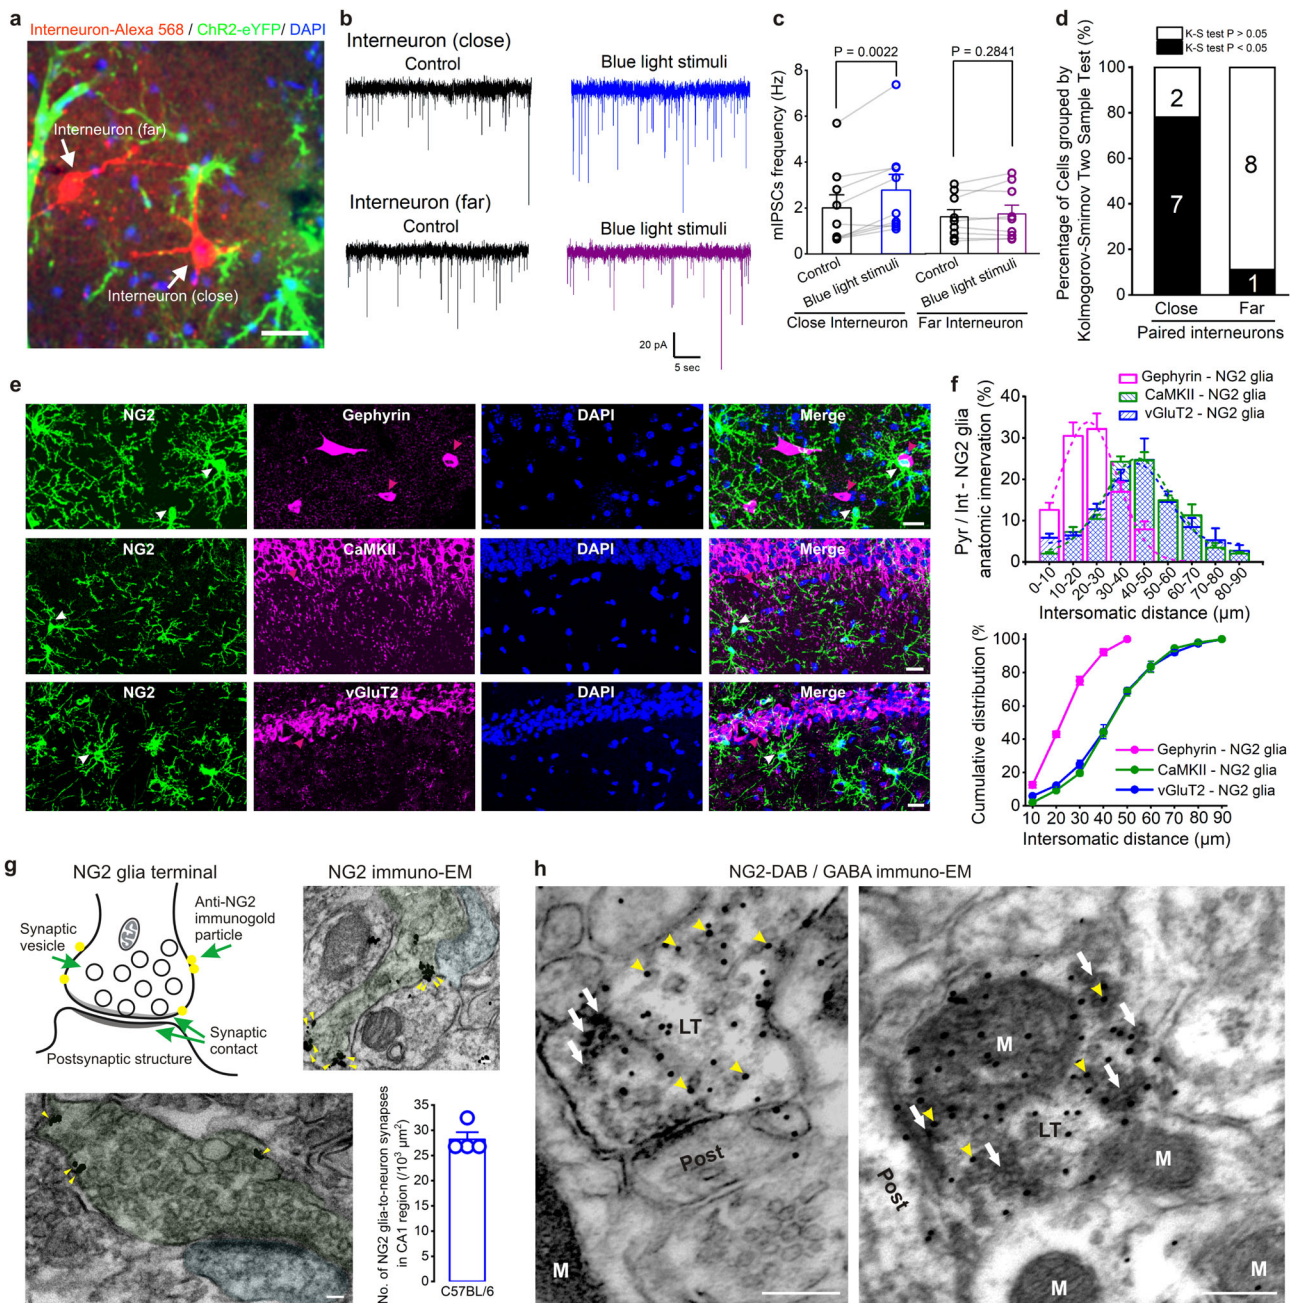 a
Interneuron-Alexa 568 / ChR2-eYFP/ DAPI
Interneuron (far)
Interneuron (close)
b
Interneuron (close)
Control
Blue light stimuli
Interneuron (far)
Control
Blue light stimuli
20 pA
5 sec
c
P = 0.0022
P = 0.2841
mIPSCs frequency (Hz)
8
6
4
2
0
Control
Blue light stimuli
Control
Blue light stimuli
Close Interneuron
Far Interneuron
d
K-S test P > 0.05
K-S test P < 0.05
Percentage of Cells grouped by
Kolmogorov-Smirnov Two Sample Test (%)
100
80
60
40
20
0
2
7
8
1
Close
Far
Paired interneurons
e
NG2
Gephyrin
DAPI
Merge
NG2
CaMKII
DAPI
Merge
NG2
vGluT2
DAPI
Merge
f
Gephyrin - NG2 glia
CaMKII - NG2 glia
vGluT2 - NG2 glia
Pyr / Int - NG2 glia
anatomic innervation (%)
40
30
20
10
0
0-10
10-20
20-30
30-40
40-50
50-60
60-70
70-80
80-90
Intersomatic distance (µm)
Cumulative distribution (%
100
80
60
40
20
0
Gephyrin - NG2 glia
CaMKII - NG2 glia
vGluT2 - NG2 glia
10 20 30 40 50 60 70 80 90
Intersomatic distance (µm)
g
NG2 glia terminal
Synaptic
vesicle
Anti-NG2
immunogold
particle
Synaptic
contact
Postsynaptic structure
NG2 immuno-EM
No. of NG2 glia-to-neuron synapses
in CA1 region (/10³ µm²)
35
30
25
20
15
10
5
0
C57BL/6
h
NG2-DAB / GABA immuno-EM
LT
Post
M
M
LT
M
Post
M
M